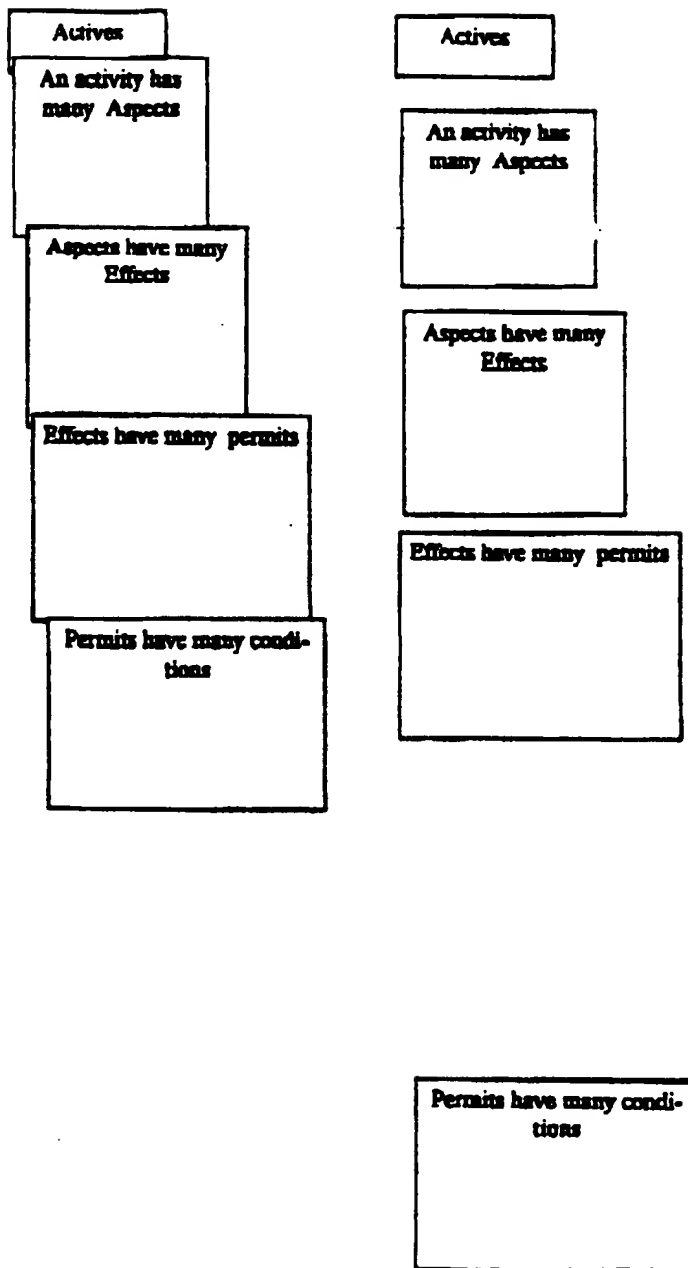 Actives
An activity has
many Aspects
Aspects have many
Effects
Effects have many permits
Permits have many condi-
tions
Actives
An activity has
many Aspects
Aspects have many
Effects
Effects have many permits
Permits have many condi-
tions